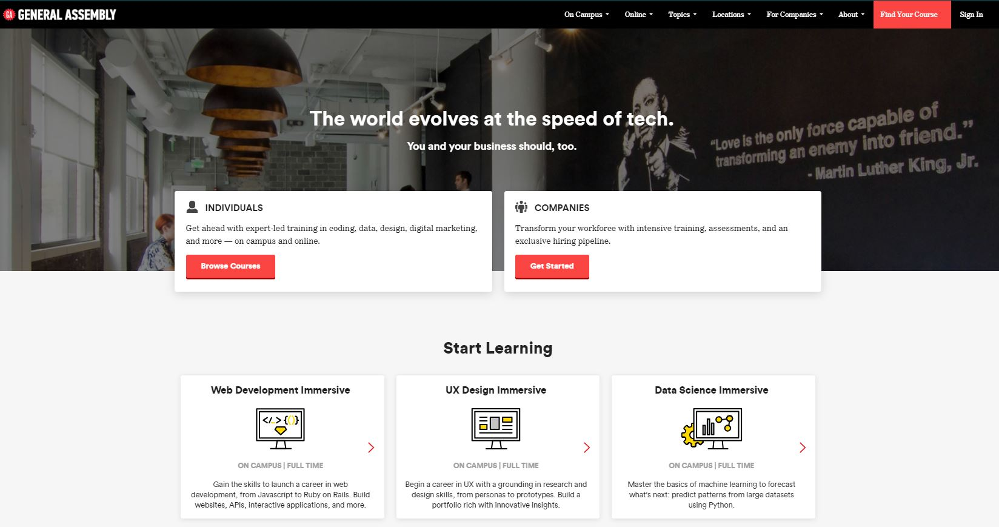 GA GENERAL ASSEMBLY
On Campus
Online
Topics
Locations
For Companies
About
Find Your Course
Sign In
The world evolves at the speed of tech.
You and your business should, too.
“Love is the only force capable of
transforming an enemy into friend.”
- Martin Luther King, Jr.
INDIVIDUALS
Get ahead with expert-led training in coding, data, design, digital marketing,
and more — on campus and online.
Browse Courses
COMPANIES
Transform your workforce with intensive training, assessments, and an
exclusive hiring pipeline.
Get Started
Start Learning
Web Development Immersive
</_> {()}
ON CAMPUS | FULL TIME
Gain the skills to launch a career in web
development, from Javascript to Ruby on Rails. Build
websites, APIs, interactive applications, and more.
UX Design Immersive
ON CAMPUS | FULL TIME
Begin a career in UX with a grounding in research and
design skills, from personas to prototypes. Build a
portfolio rich with innovative insights.
Data Science Immersive
ON CAMPUS | FULL TIME
Master the basics of machine learning to forecast
what's next: predict patterns from large datasets
using Python.